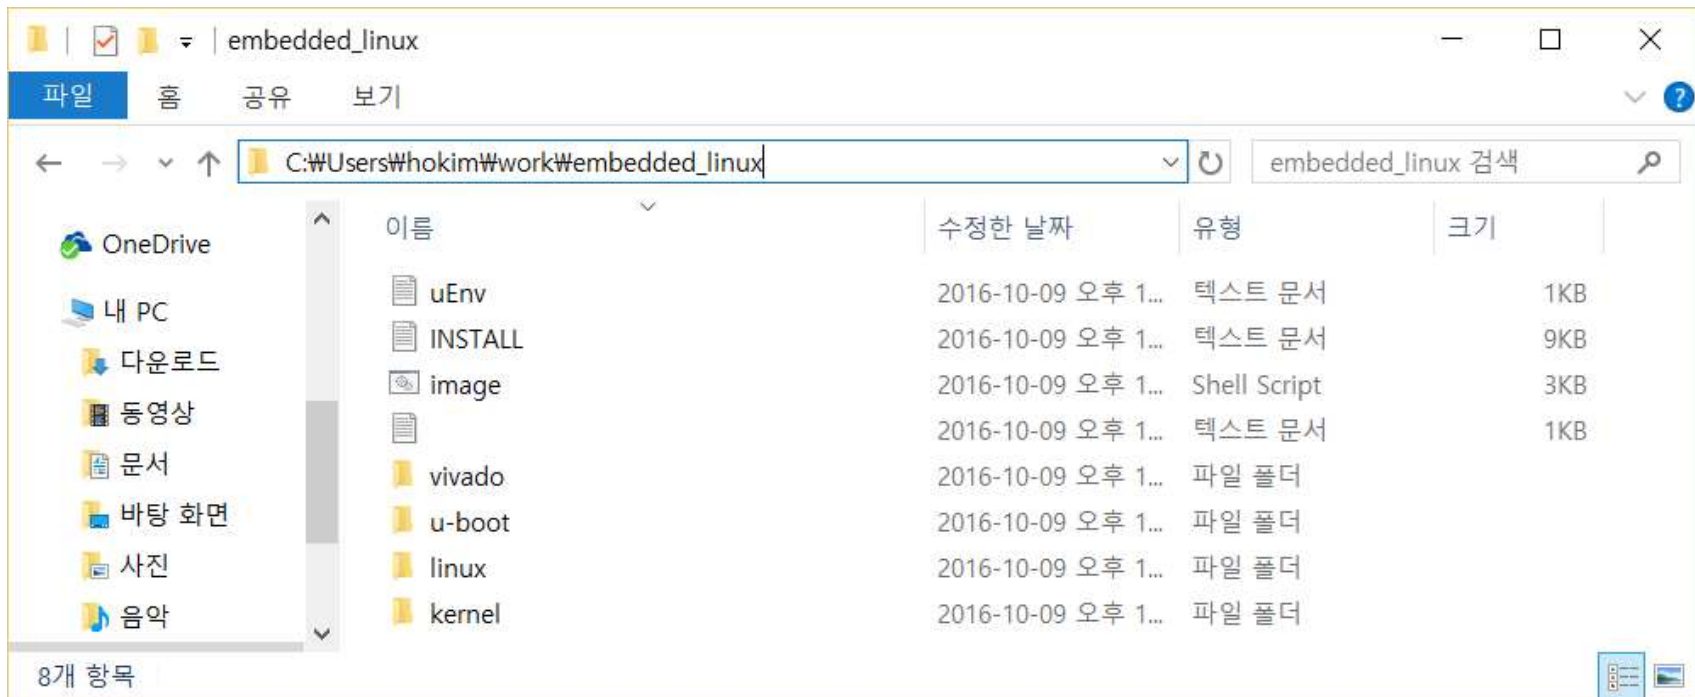 embedded_linux
파일 홈 공유 보기
C:₩Users₩hokim₩work₩embedded_linux embedded_linux 검색
이름 수정한 날짜 유형 크기
OneDrive
내 PC
다운로드
동영상
문서
바탕 화면
사진
음악
uEnv 2016-10-09 오후 1... 텍스트 문서 1KB
INSTALL 2016-10-09 오후 1... 텍스트 문서 9KB
image 2016-10-09 오후 1... Shell Script 3KB
2016-10-09 오후 1... 텍스트 문서 1KB
vivado 2016-10-09 오후 1... 파일 폴더
u-boot 2016-10-09 오후 1... 파일 폴더
linux 2016-10-09 오후 1... 파일 폴더
kernel 2016-10-09 오후 1... 파일 폴더
8개 항목